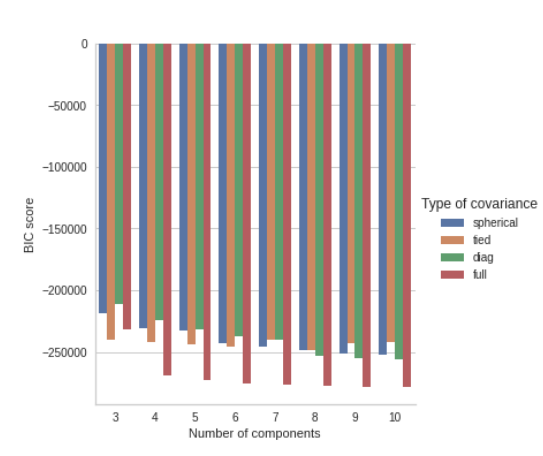 0
−50000
−100000
−150000
−200000
−250000
BIC score
3 4 5 6 7 8 9 10
Number of components
Type of covariance
spherical
tied
diag
full